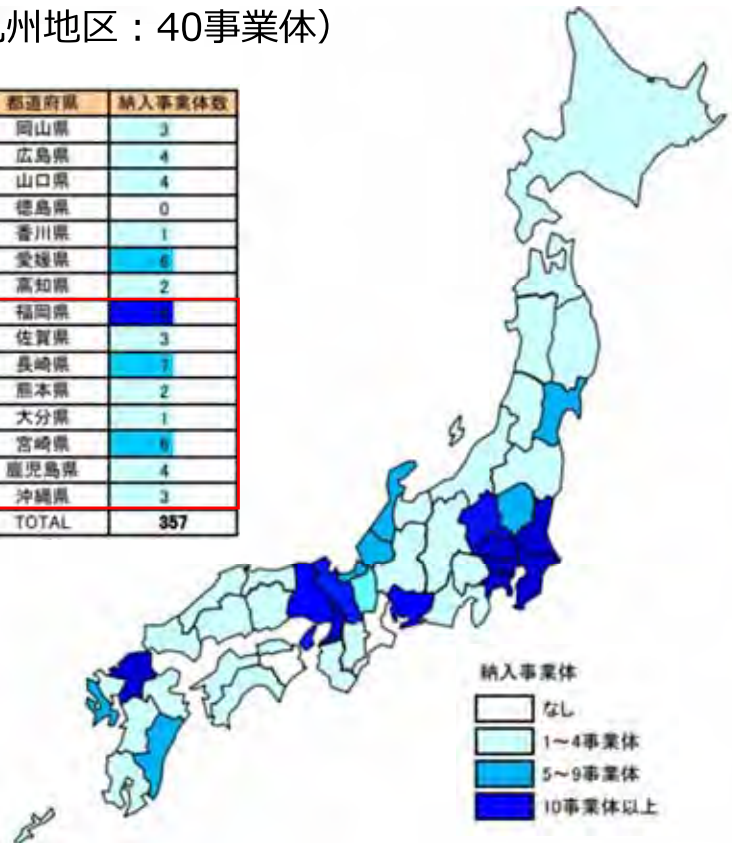 九州地区：40事業体）
都道府県 納入事業体数
岡山県 3
広島県 4
山口県 4
徳島県 0
香川県 1
愛媛県 6
高知県 2
福岡県
佐賀県 3
長崎県 7
熊本県 2
大分県 1
宮崎県 6
鹿児島県 4
沖縄県 3
TOTAL 357
納入事業体
なし
1～4事業体
5～9事業体
10事業体以上